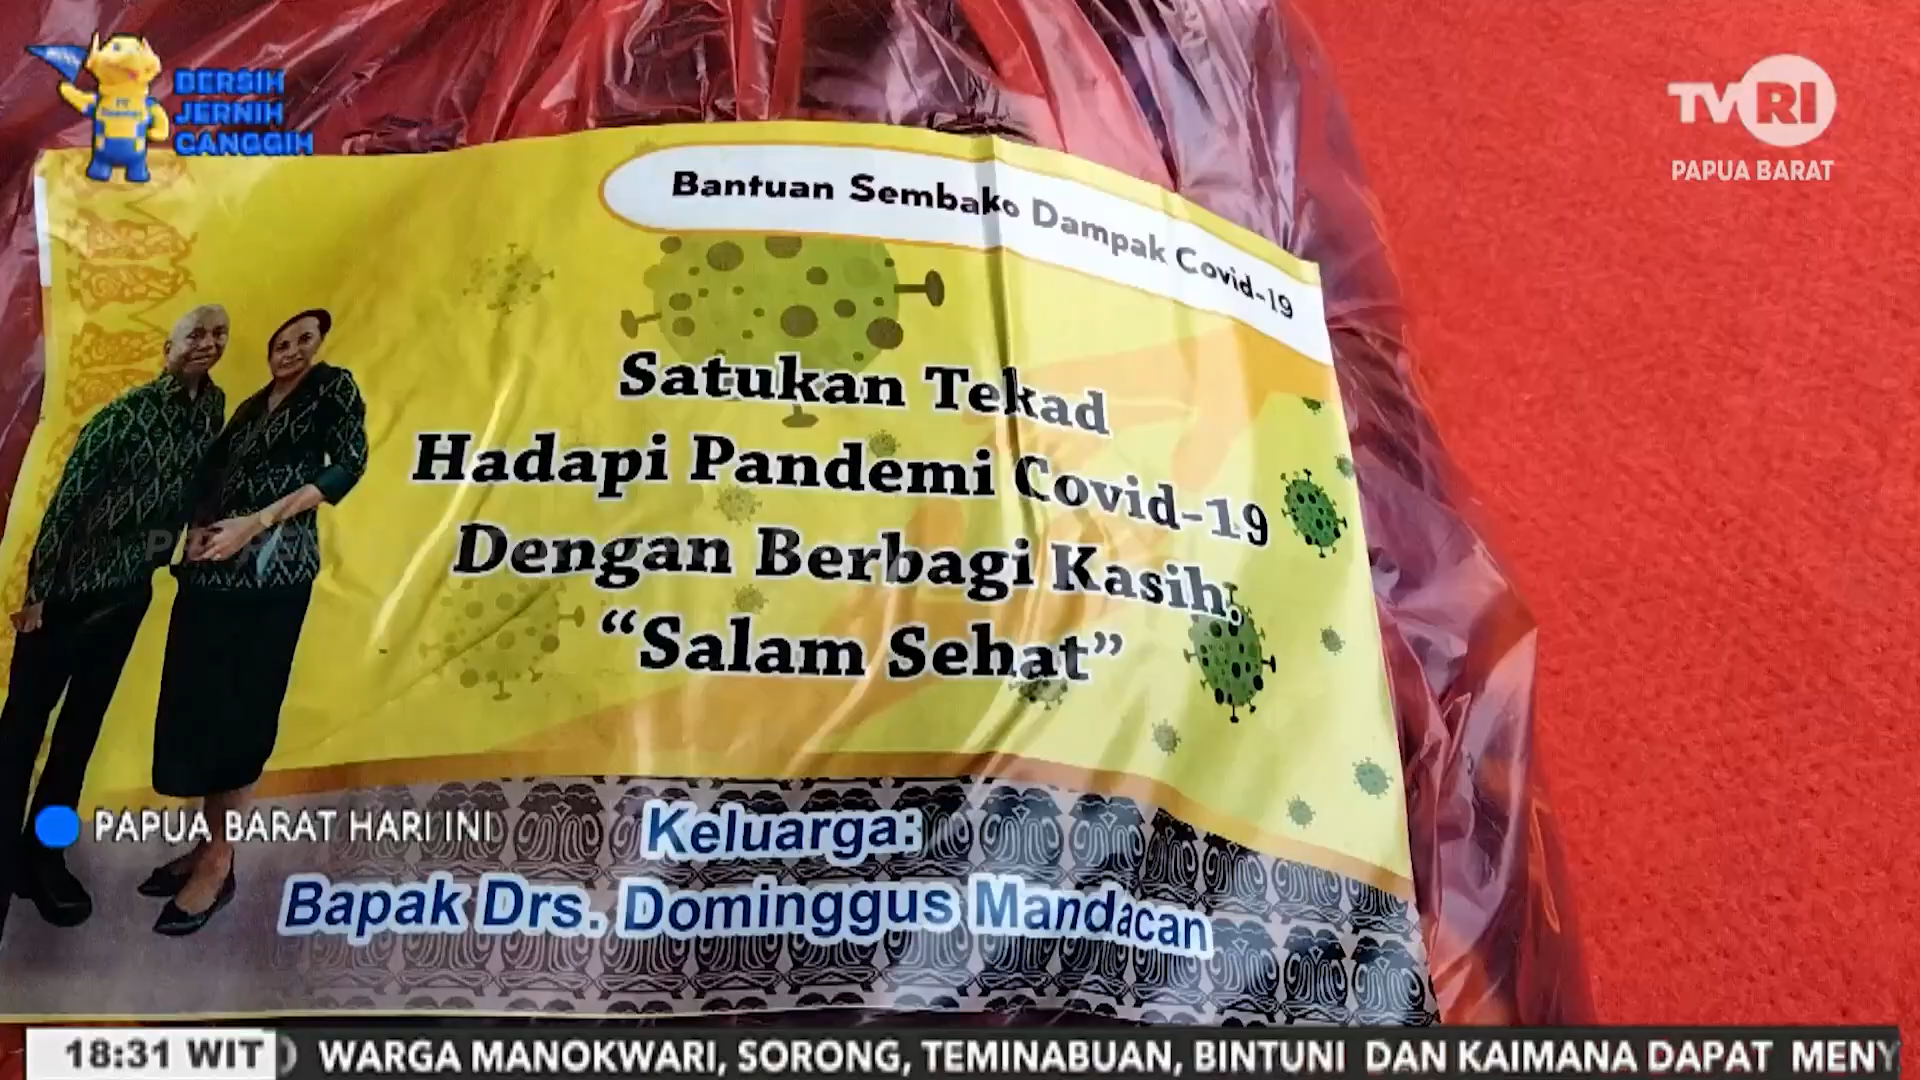 BERSIH
JERNIH
CANGGIH
TVRI
PAPUA BARAT
Bantuan Sembako Dampak Covid-19
Satukan Tekad
Hadapi Pandemi Covid-19
Dengan Berbagi Kasih.
“Salam Sehat”
PAPUA BARAT HARI INI
Keluarga:
Bapak Drs. Dominggus Mandacan
18:31 WIT
WARGA MANOKWARI, SORONG, TEMINABUAN, BINTUNI DAN KAIMANA DAPAT MENY